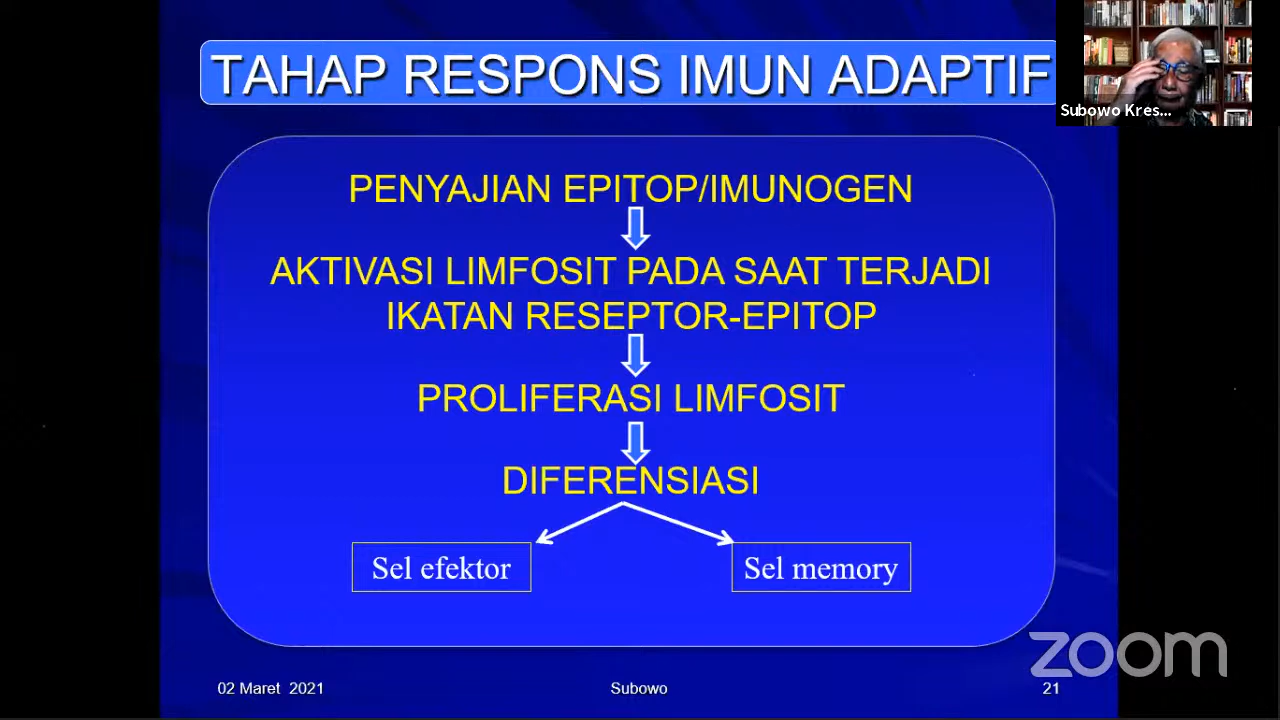 TAHAP RESPONS IMUN ADAPTIF
Subowo Kres...
PENYAJIAN EPITOP/IMUNOGEN
AKTIVASI LIMFOSIT PADA SAAT TERJADI
IKATAN RESEPTOR-EPITOP
PROLIFERASI LIMFOSIT
DIFERENSIASI
Sel efektor
Sel memory
zoom
02 Maret 2021
Subowo
21